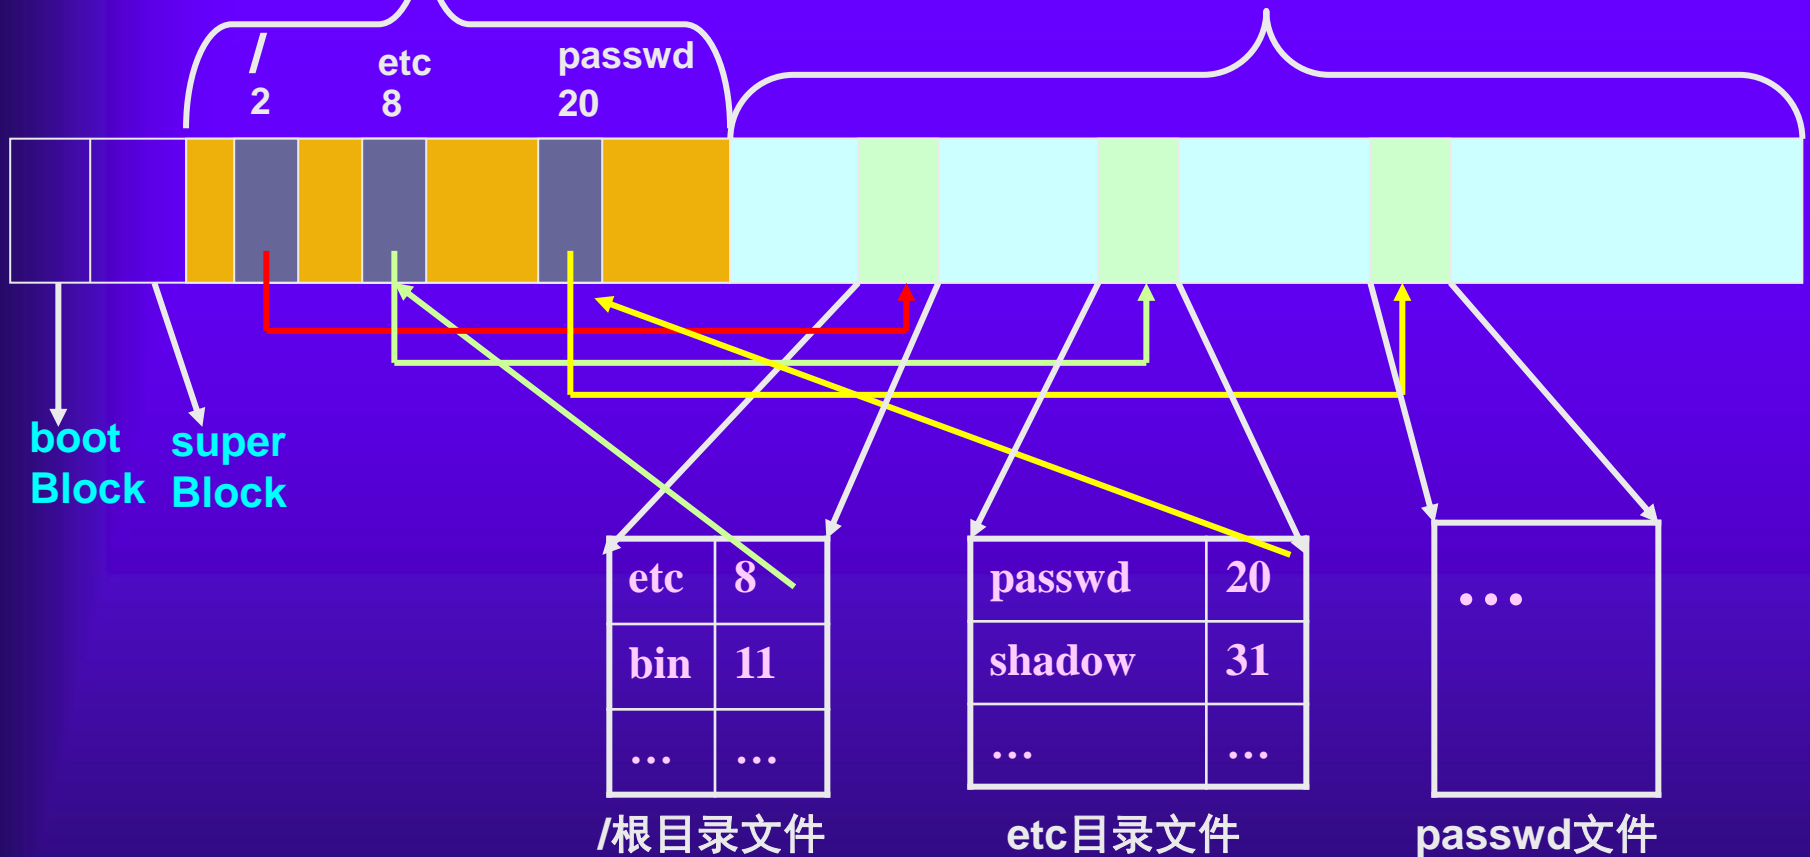 /
2
etc
8
passwd
20
boot
Block
super
Block
etc 8
bin 11
… …
passwd 20
shadow 31
… …
…
/根目录文件
etc目录文件
passwd文件